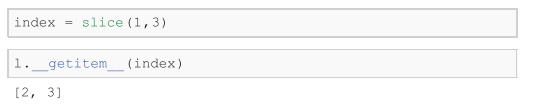 index = slice(1,3)
l.__getitem__(index)
[2, 3]